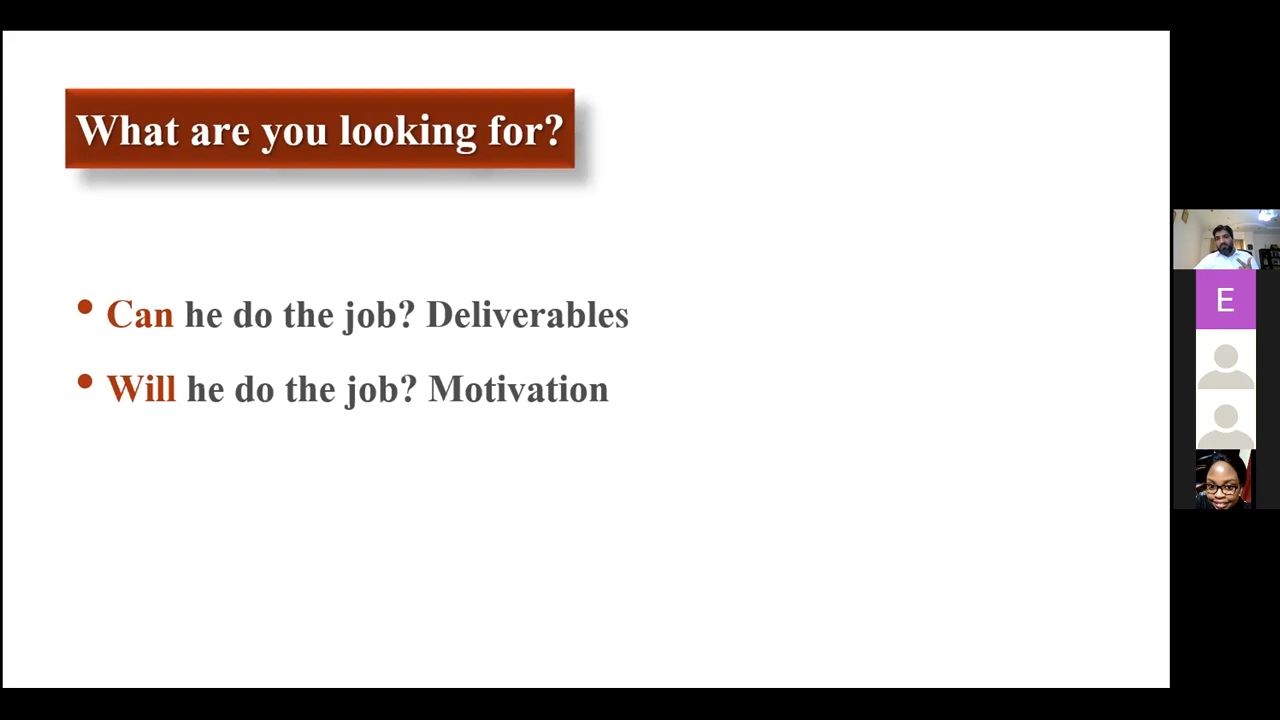 What are you looking for?
• Can he do the job? Deliverables
• Will he do the job? Motivation
E